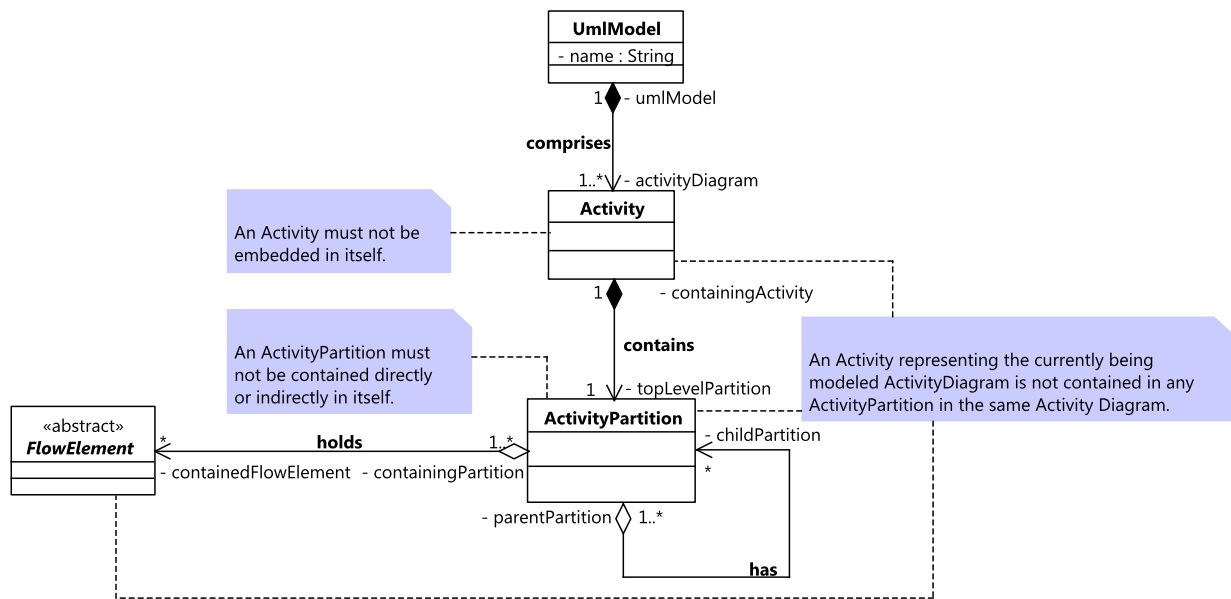 UmlModel
- name : String
1
- umlModel
comprises
1..*
- activityDiagram
Activity
An Activity must not be
embedded in itself.
1
- containingActivity
contains
An ActivityPartition must
not be contained directly
or indirectly in itself.
An Activity representing the currently being
modeled ActivityDiagram is not contained in any
ActivityPartition in the same Activity Diagram.
1
- topLevelPartition
ActivityPartition
«abstract»
FlowElement
*
- containedFlowElement
holds
1..*
- containingPartition
- childPartition
*
- parentPartition
1..*
has